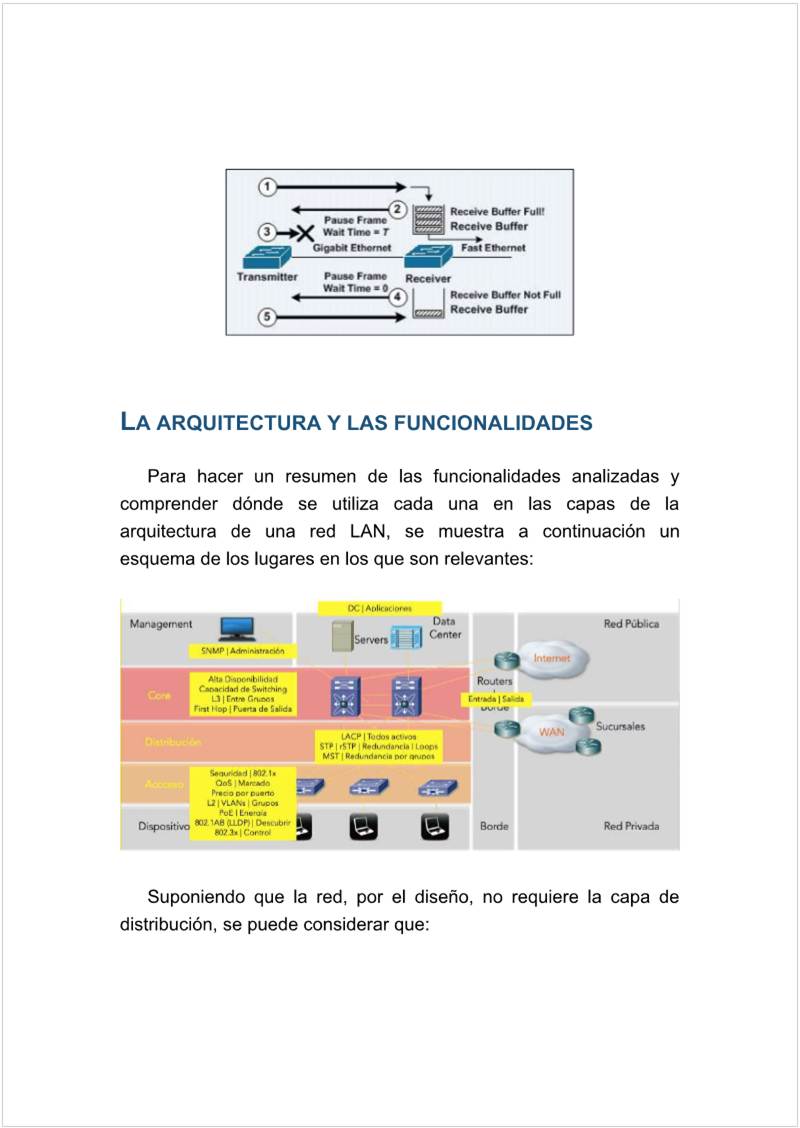 1
2
Receive Buffer Full!
Pause Frame
Receive Buffer
3
Wait Time = T
Gigabit Ethernet
Fast Ethernet
Transmitter
Receiver
Pause Frame
Wait Time = 0
4
Receive Buffer Not Full
Receive Buffer
5
LA ARQUITECTURA Y LAS FUNCIONALIDADES
Para hacer un resumen de las funcionalidades analizadas y
comprender dónde se utiliza cada una en las capas de la
arquitectura de una red LAN, se muestra a continuación un
esquema de los lugares en los que son relevantes:
DC | Aplicaciones
Management
Servers
Data
Center
Red Pública
SNMP | Administración
Internet
Core
Alta Disponibilidad
Capacidad de Switching
L3 | Entre Grupos
First Hop | Puerta de Salida
Routers
Entrada | Salida
Borde
WAN
Sucursales
Distribución
LACP | Todos activos
STP | rSTP | Redundancia | Loops
MST | Redundancia por grupos
Acceso
Seguridad | 802.1x
QoS | Marcado
Precio por puerto
L2 | VLANs | Grupos
PoE | Energía
802.1AB (LLDP) | Descubrir
802.3x | Control
Dispositivo
Borde
Red Privada
Suponiendo que la red, por el diseño, no requiere la capa de
distribución, se puede considerar que: